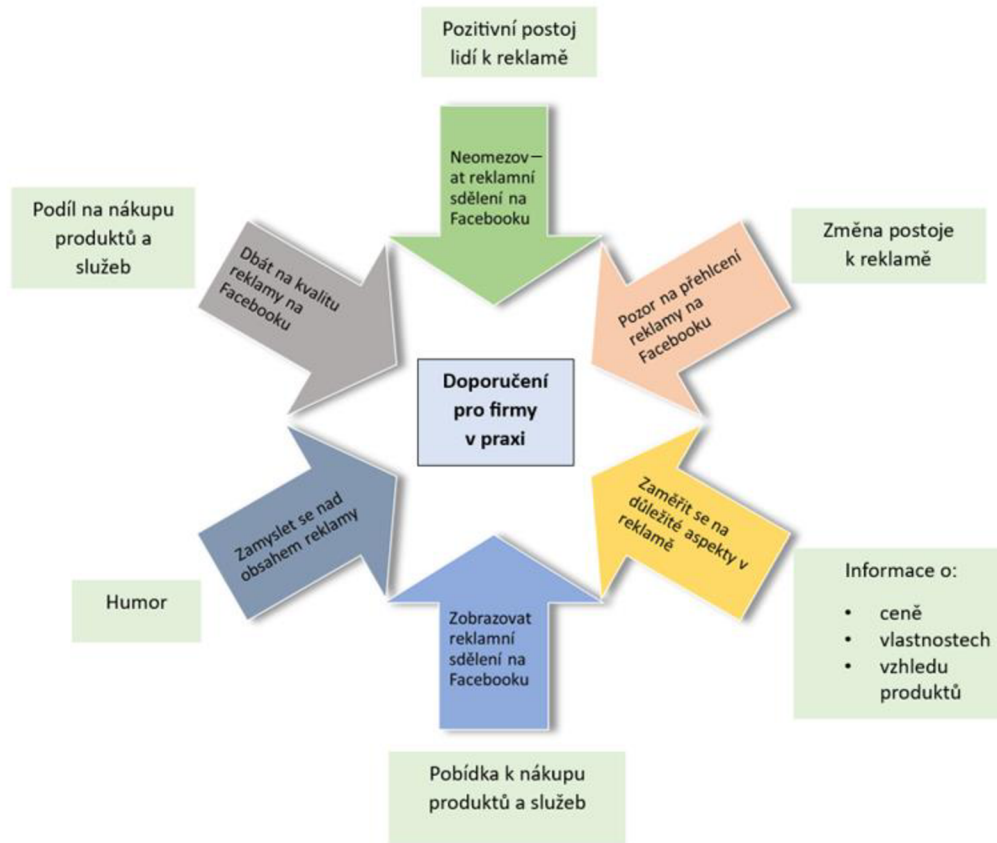 Pozitivní postoj
lidí k reklamě
Neomezov—
at reklamní
sdělení na
Facebooku
Podíl na nákupu
produktů a
služeb
Dbát na kvalitu
reklamy na
Facebooku
Změna postoje
k reklamě
Pozor na přehlcení
reklamy na
Facebooku
Doporučení
pro firmy
v praxi
Zamyslet se nad
obsahem reklamy
Humor
Zaměřit se na
důležité aspekty v
reklamě
Informace o:
• ceně
• vlastnostech
• vzhledu
produktů
Zobrazovat
reklamní
sdělení na
Facebooku
Pobídka k nákupu
produktů a služeb